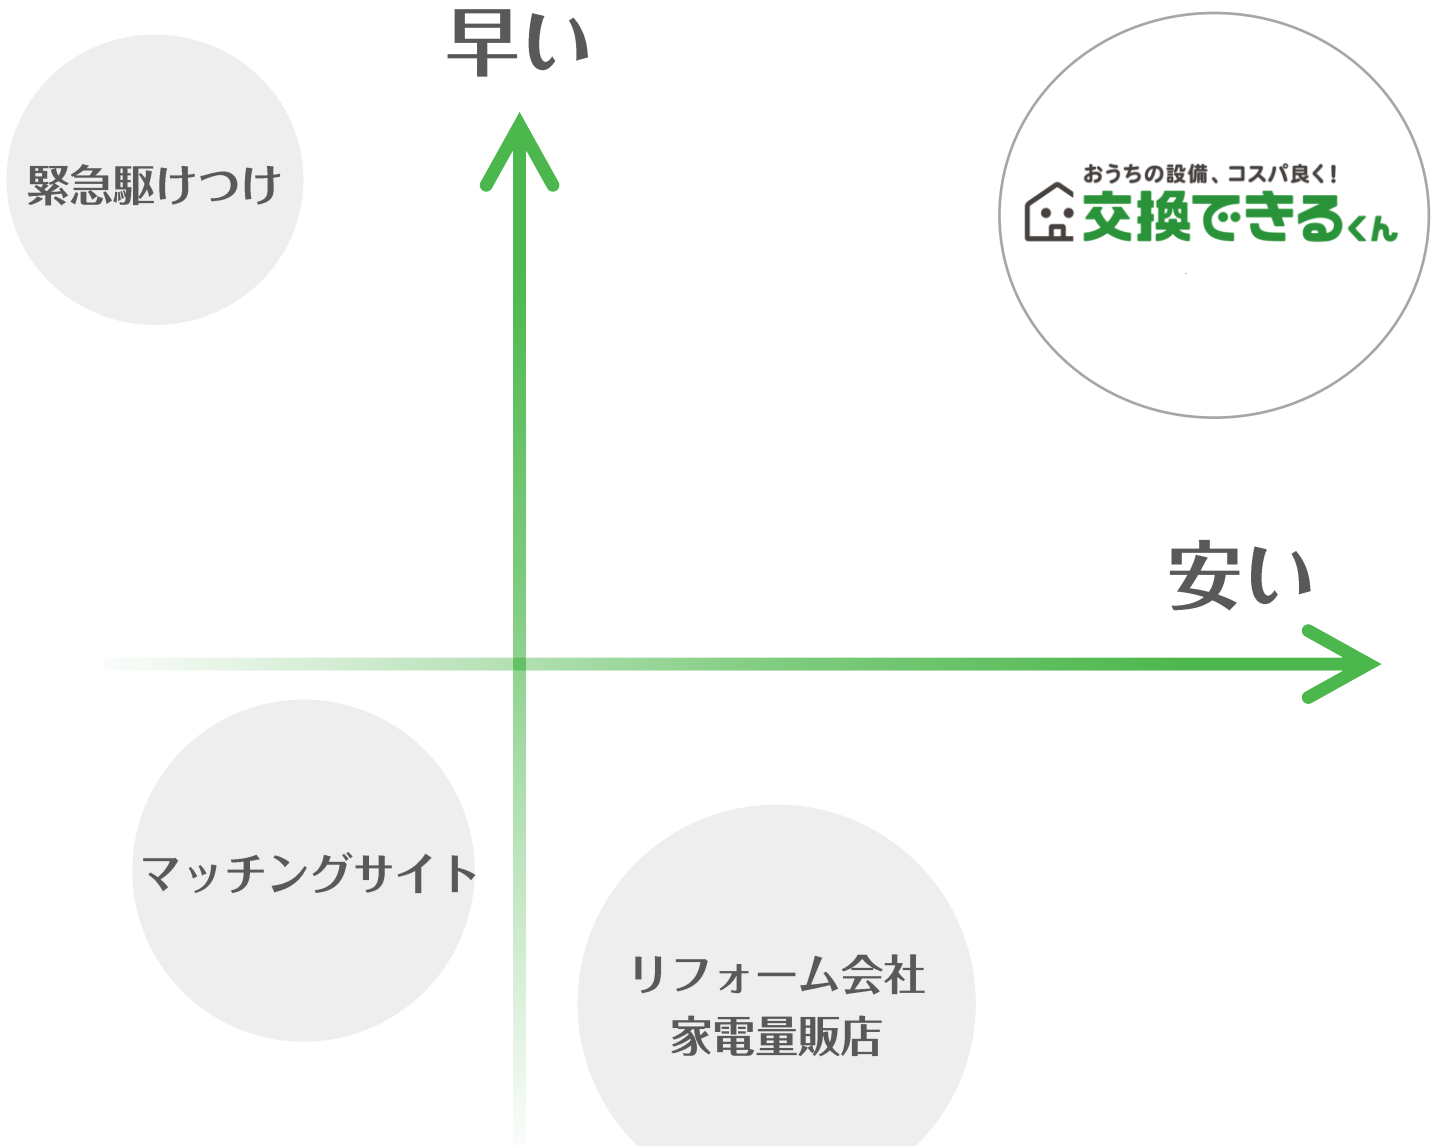 早い
緊急駆けつけ
おうちの設備、コスパ良く!
交換できるくん
安い
マッチングサイト
リフォーム会社
家電量販店